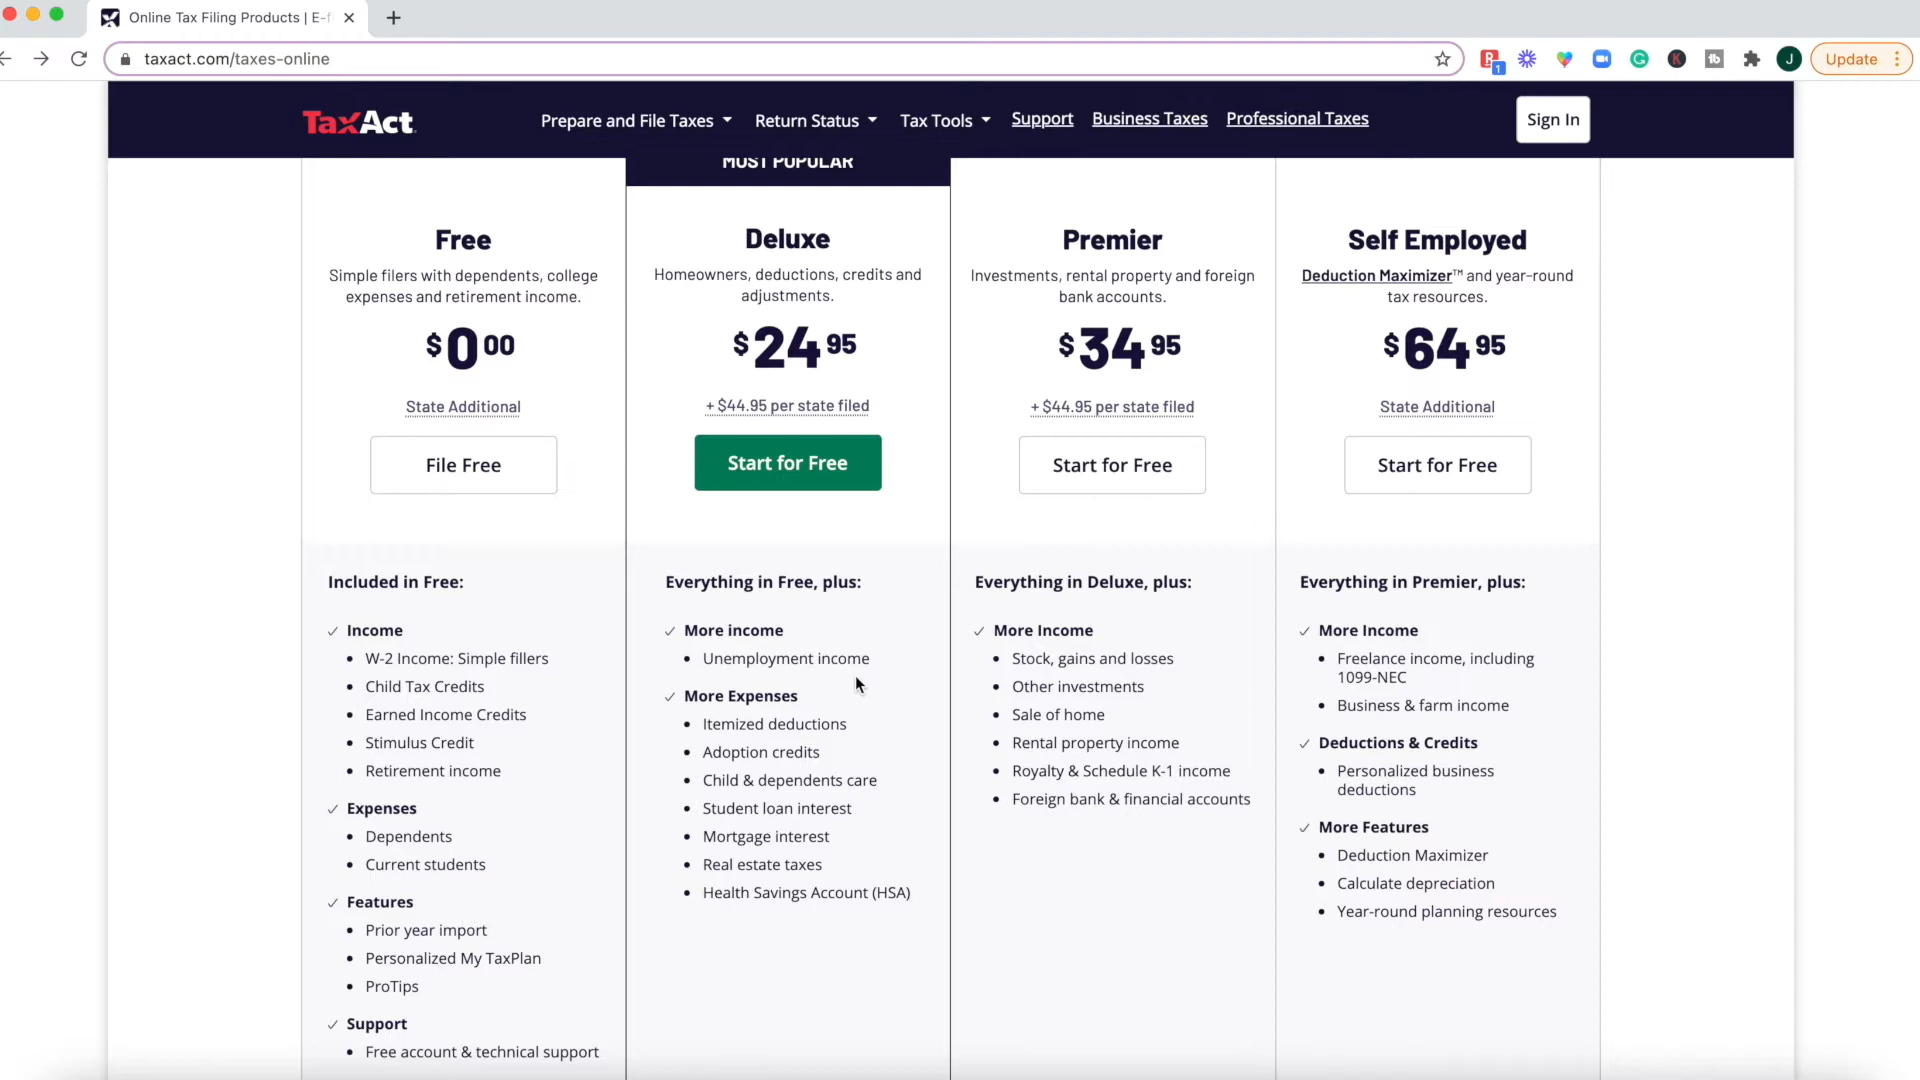 Online Tax Filing Products | E-fi
taxact.com/taxes-online
1
J
Update
TaxAct
Prepare and File Taxes
Return Status
Tax Tools
Support
Business Taxes
Professional Taxes
Sign In
MOST POPULAR
Free
Simple filers with dependents, college
expenses and retirement income.
$0 00
State Additional
File Free
Included in Free:
Income
W-2 Income: Simple fillers
Child Tax Credits
Earned Income Credits
Stimulus Credit
Retirement income
Expenses
Dependents
Current students
Features
Prior year import
Personalized My TaxPlan
ProTips
Support
Free account & technical support
Deluxe
Homeowners, deductions, credits and
adjustments.
$24 95
+ $44.95 per state filed
Start for Free
Everything in Free, plus:
More income
Unemployment income
More Expenses
Itemized deductions
Adoption credits
Child & dependents care
Student loan interest
Mortgage interest
Real estate taxes
Health Savings Account (HSA)
Premier
Investments, rental property and foreign
bank accounts.
$34 95
+ $44.95 per state filed
Start for Free
Everything in Deluxe, plus:
More Income
Stock, gains and losses
Other investments
Sale of home
Rental property income
Royalty & Schedule K-1 income
Foreign bank & financial accounts
Self Employed
Deduction Maximizer™ and year-round
tax resources.
$64 95
State Additional
Start for Free
Everything in Premier, plus:
More Income
Freelance income, including
1099-NEC
Business & farm income
Deductions & Credits
Personalized business
deductions
More Features
Deduction Maximizer
Calculate depreciation
Year-round planning resources